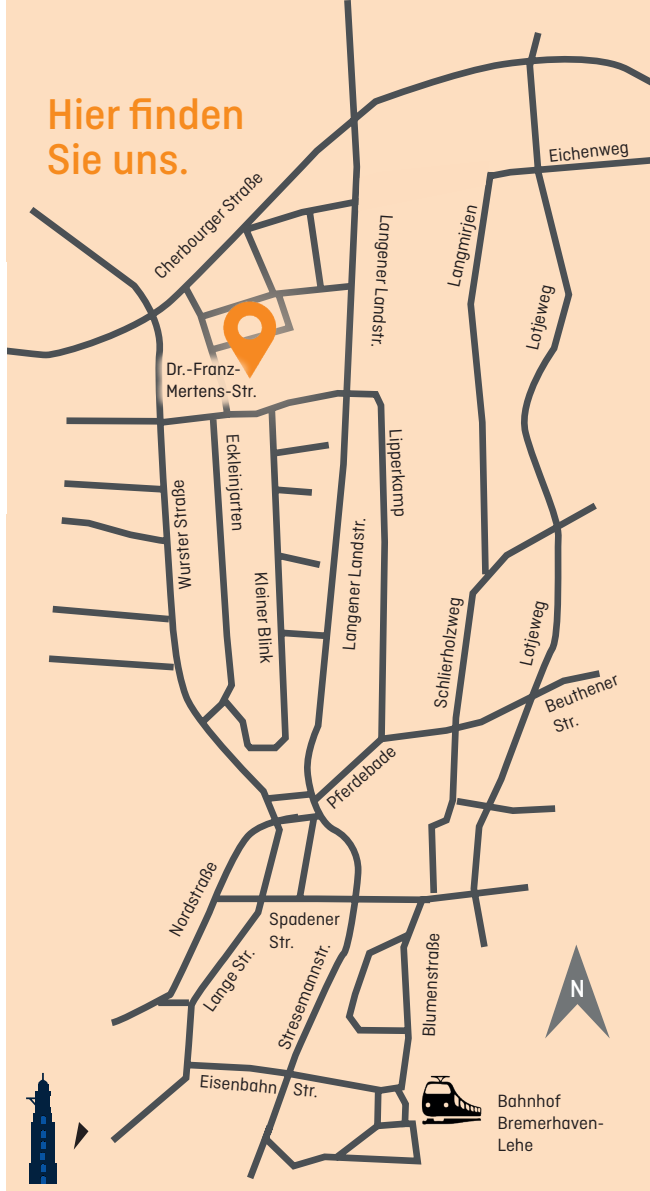 Hier finden
Sie uns.
Cherbourger Straße
Eichenweg
Langener Landstr.
Langmirjen
Lotjeweg
Dr.-Franz-
Mertens-Str.
Eckleinjarten
Lipperkamp
Wurster Straße
Kleiner Blink
Langener Landstr.
Schlierholzweg
Lotjeweg
Beuthener
Str.
Pferdebade
Nordstraße
Spadener
Str.
Lange Str.
Stresemannstr.
Blumenstraße
N
Eisenbahn Str.
Bahnhof
Bremerhaven-
Lehe